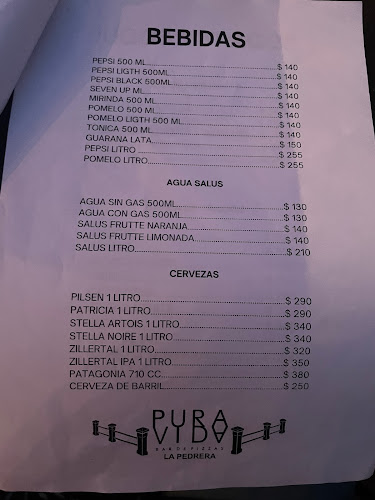 BEBIDAS
PEPSI 500 ML $ 140
PEPSI LIGTH 500ML $ 140
PEPSI BLACK 500ML $ 140
SEVEN UP ML $ 140
MIRINDA 500 ML $ 140
POMELO 500 ML $ 140
POMELO LIGTH 500 ML $ 140
TONICA 500 ML $ 140
GUARANA LATA $ 150
PEPSI LITRO $ 255
POMELO LITRO $ 255
AGUA SALUS
AGUA SIN GAS 500ML $ 130
AGUA CON GAS 500ML $ 130
SALUS FRUTTE NARANJA $ 140
SALUS FRUTTE LIMONADA $ 140
SALUS LITRO $ 210
CERVEZAS
PILSEN 1 LITRO $ 290
PATRICIA 1 LITRO $ 290
STELLA ARTOIS 1 LITRO $ 340
STELLA NOIRE 1 LITRO $ 340
ZILLERTAL 1 LITRO $ 320
ZILLERTAL IPA 1 LITRO $ 350
PATAGONIA 710 CC $ 380
CERVEZA DE BARRIL $ 250
PURA
VIDA
BAR DE PIZZAS
LA PEDRERA